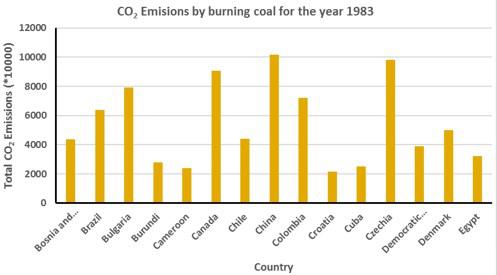 CO₂ Emisions by burning coal for the year 1983
Total CO₂ Emissions (*10000)
12000
10000
8000
6000
4000
2000
0
Bosnia and...
Brazil
Bulgaria
Burundi
Cameroon
Canada
Chile
China
Colombia
Croatia
Cuba
Czechia
Democratic...
Denmark
Egypt
Country